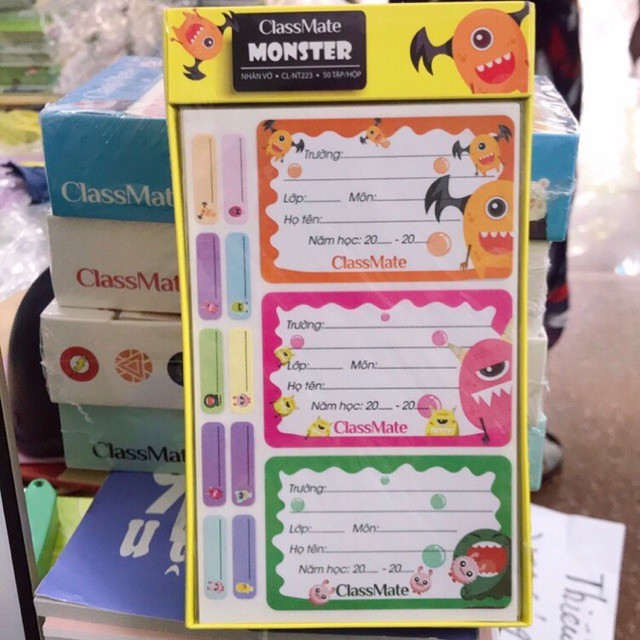 ClassMate
MONSTER
NHÃN VỞ • CL-NT223 • 50 TẬP/HỘP
Trường:
Lớp: Môn:
Họ tên:
Năm học: 20 - 20
ClassMate
Trường:
Lớp: Môn:
Họ tên:
Năm học: 20 - 20
ClassMate
Trường:
Lớp: Môn:
Họ tên:
Năm học: 20 - 20
ClassMate
ClassMat
ClassMat
ClassMate